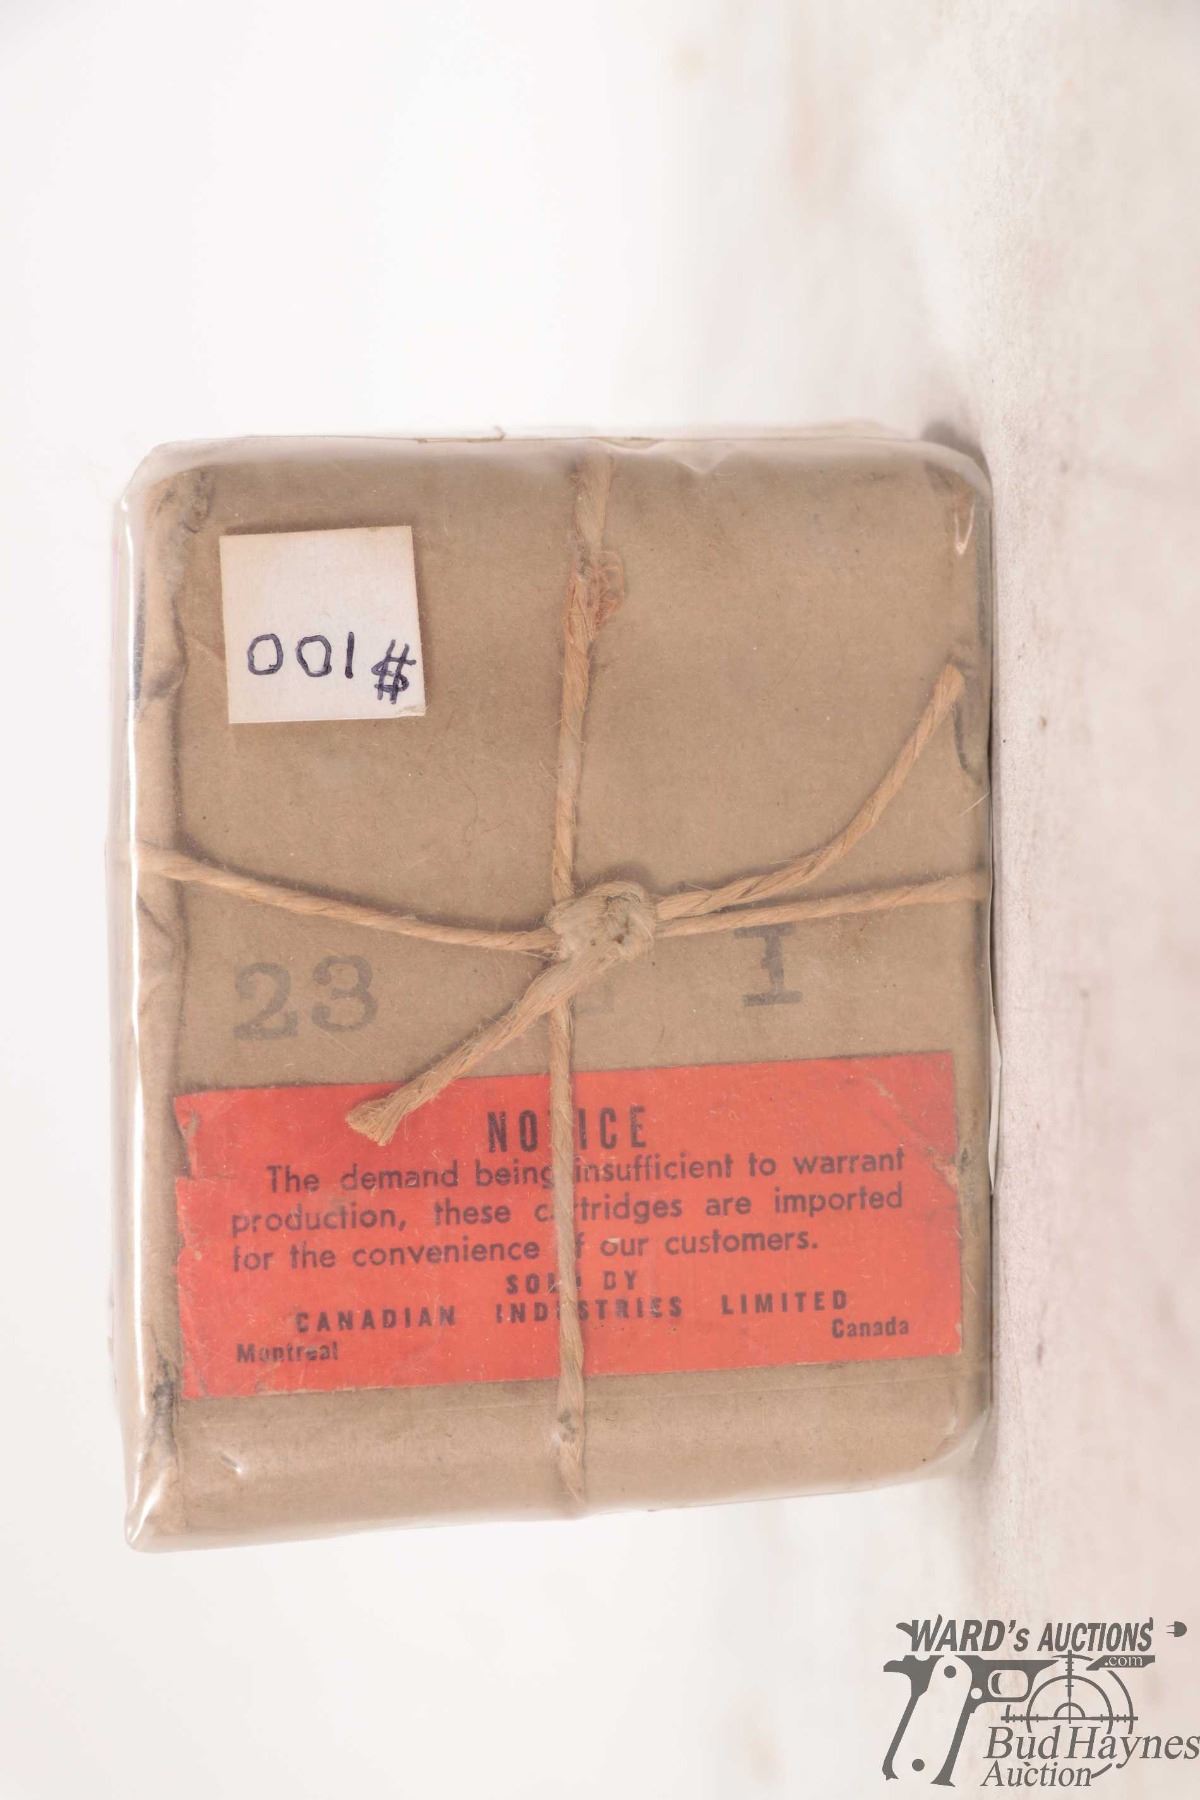 $100
23 I
NOTICE
The demand being insufficient to warrant
production, these cartridges are imported
for the convenience of our customers.
SOLD BY
CANADIAN INDUSTRIES LIMITED
Montreal Canada
WARD's AUCTIONS
.com
Bud Haynes
Auction